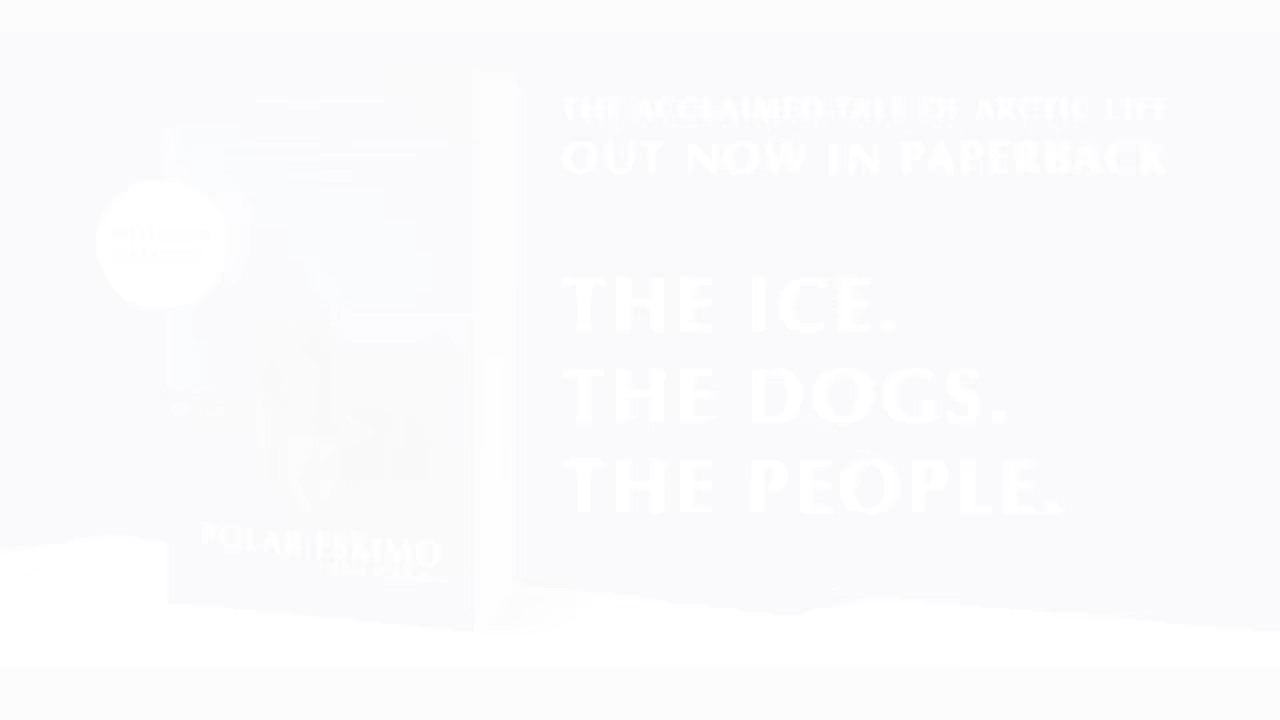 THE ACCLAIMED TALE OF ARCTIC LIFE
OUT NOW IN PAPERBACK
THE ICE.
THE DOGS.
THE PEOPLE.
POLAR ESKIMO